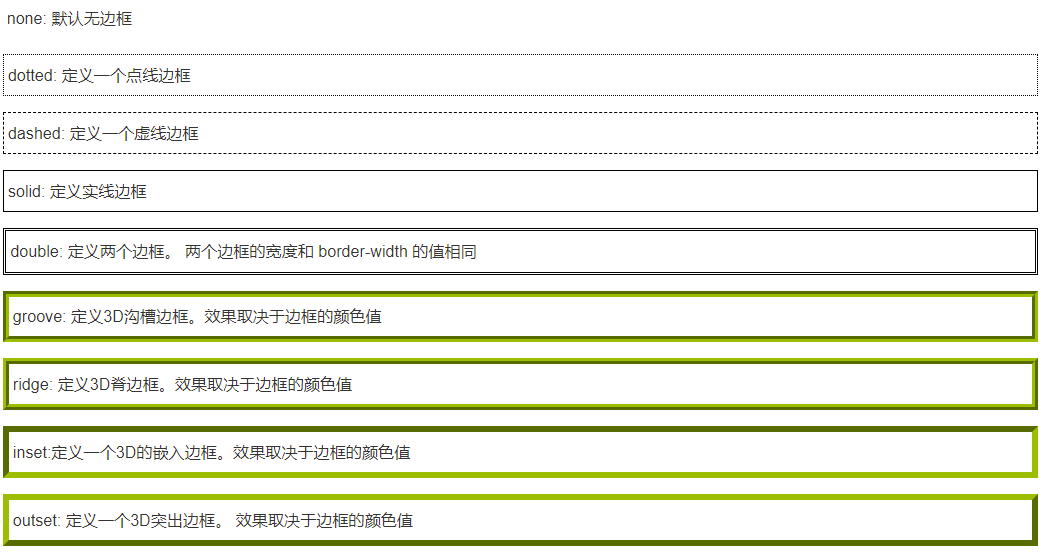 none: 默认无边框
dotted: 定义一个点线边框
dashed: 定义一个虚线边框
solid: 定义实线边框
double: 定义两个边框。 两个边框的宽度和 border-width 的值相同
groove: 定义3D沟槽边框。效果取决于边框的颜色值
ridge: 定义3D脊边框。效果取决于边框的颜色值
inset:定义一个3D的嵌入边框。效果取决于边框的颜色值
outset: 定义一个3D突出边框。 效果取决于边框的颜色值